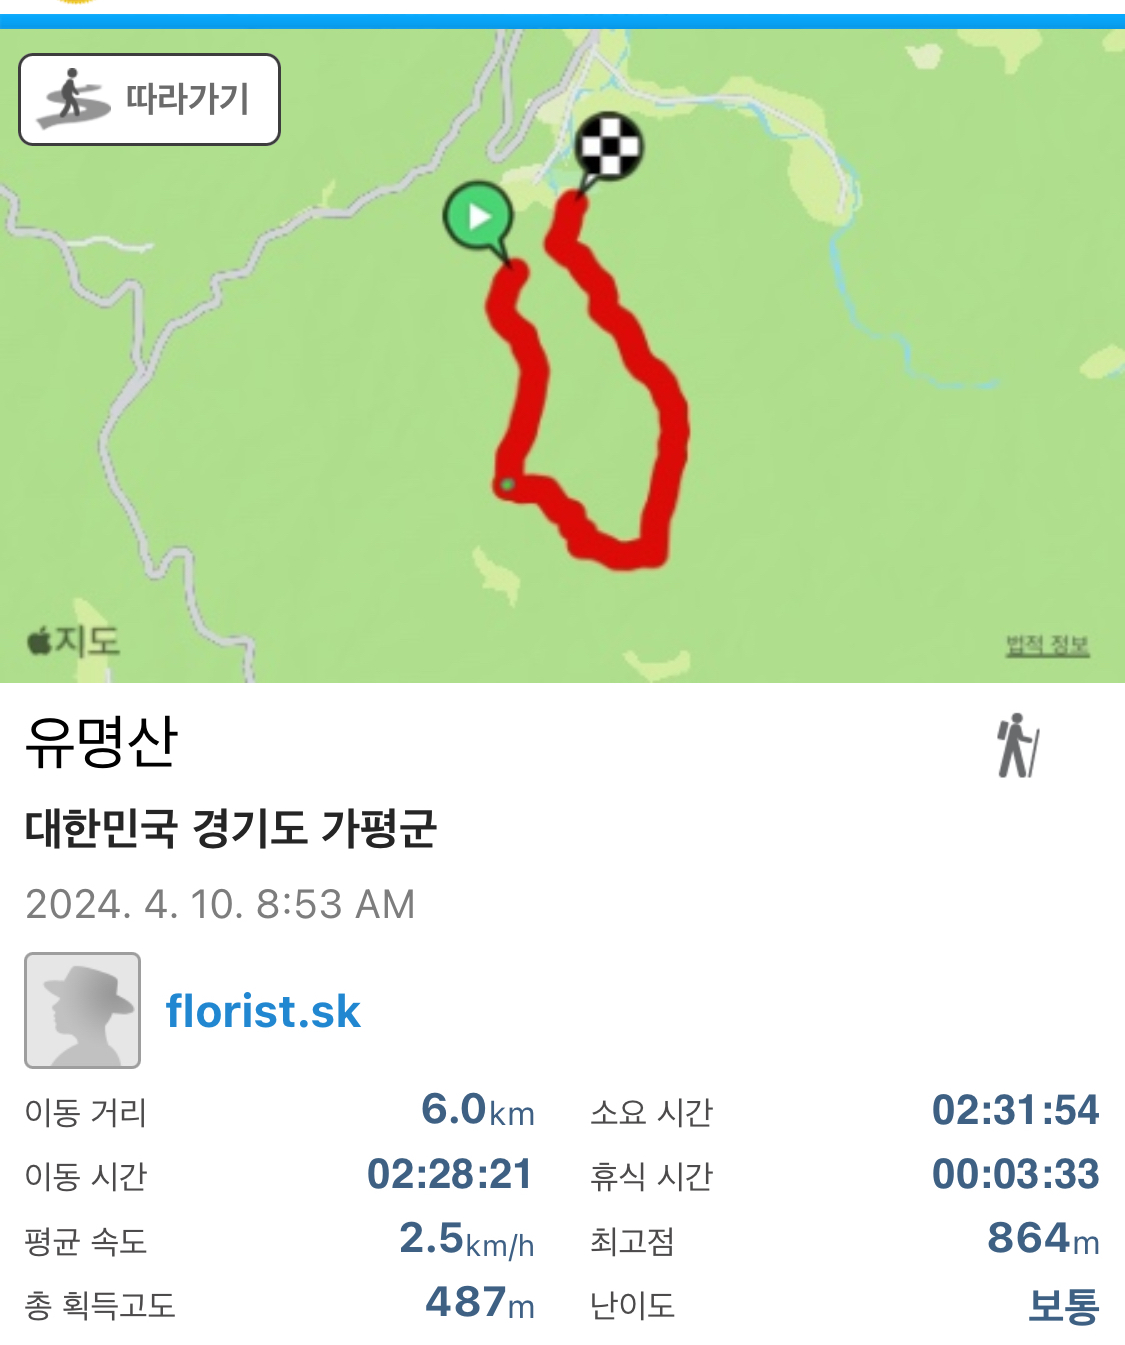 따라가기
지도
법적 정보
유명산
대한민국 경기도 가평군
2024. 4. 10. 8:53 AM
florist.sk
이동 거리 6.0km 소요 시간 02:31:54
이동 시간 02:28:21 휴식 시간 00:03:33
평균 속도 2.5km/h 최고점 864m
총 획득고도 487m 난이도 보통